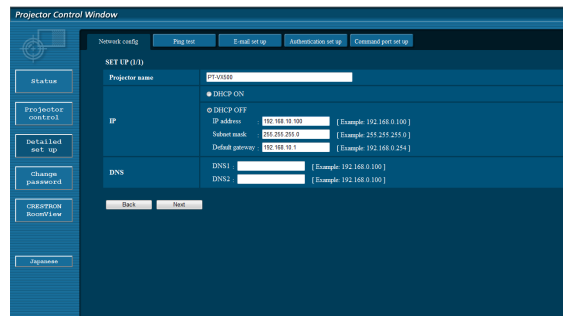 Projector Control Window
Network config
Ping test
E-mail set up
Authentication set up
Command port set up
SET UP (1/1)
Projector name
PT-VX500
DHCP ON
IP
DHCP OFF
IP address : 192.168.10.100 [ Example: 192.168.0.100 ]
Subnet mask : 255.255.255.0 [ Example: 255.255.255.0 ]
Default gateway : 192.168.10.1 [ Example: 192.168.0.254 ]
DNS
DNS1 : [ Example: 192.168.0.100 ]
DNS2 : [ Example: 192.168.0.100 ]
Back
Next
Status
Projector
control
Detailed
set up
Change
password
CRESTRON
RoomView
Japanese